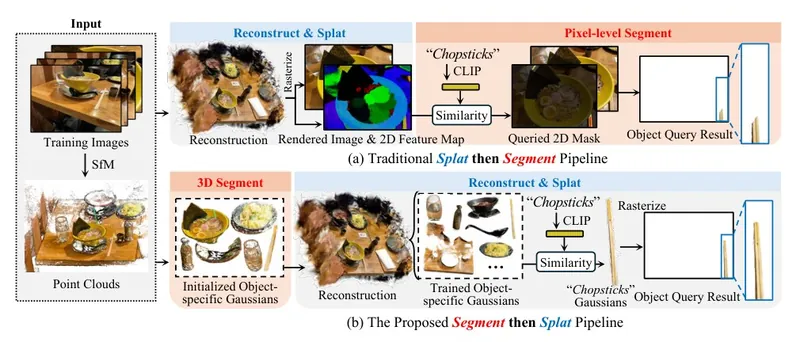 Input
Training Images
SfM
Point Clouds
Reconstruct & Splat
Pixel-level Segment
Rasterize
"Chopsticks"
CLIP
Similarity
Reconstruction
Rendered Image & 2D Feature Map
Queried 2D Mask
Object Query Result
(a) Traditional Splat then Segment Pipeline
3D Segment
Reconstruct & Splat
"Chopsticks"
CLIP
Similarity
Rasterize
...
Initialized Object-
specific Gaussians
Reconstruction
Trained Object-
specific Gaussians
"Chopsticks"
Gaussians
Object Query Result
(b) The Proposed Segment then Splat Pipeline